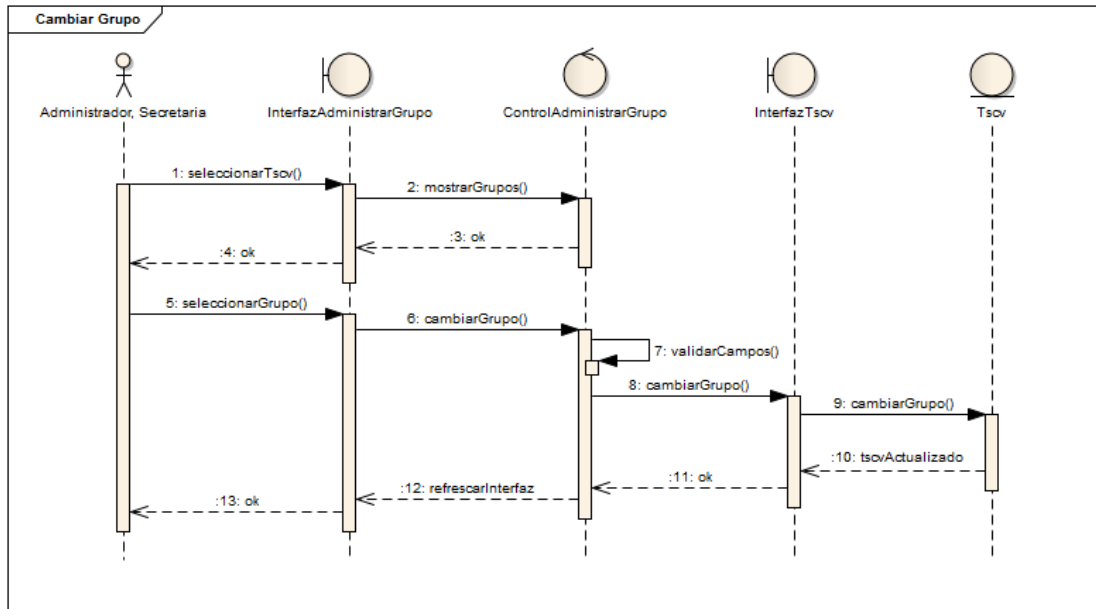 Cambiar Grupo
Administrador, Secretaria
InterfazAdministrarGrupo
ControlAdministrarGrupo
InterfazTscv
Tscv
1: seleccionarTscv()
2: mostrarGrupos()
:3: ok
:4: ok
5: seleccionarGrupo()
6: cambiarGrupo()
7: validarCampos()
8: cambiarGrupo()
9: cambiarGrupo()
:10: tscvActualizado
:11: ok
:12: refrescarInterfaz
:13: ok